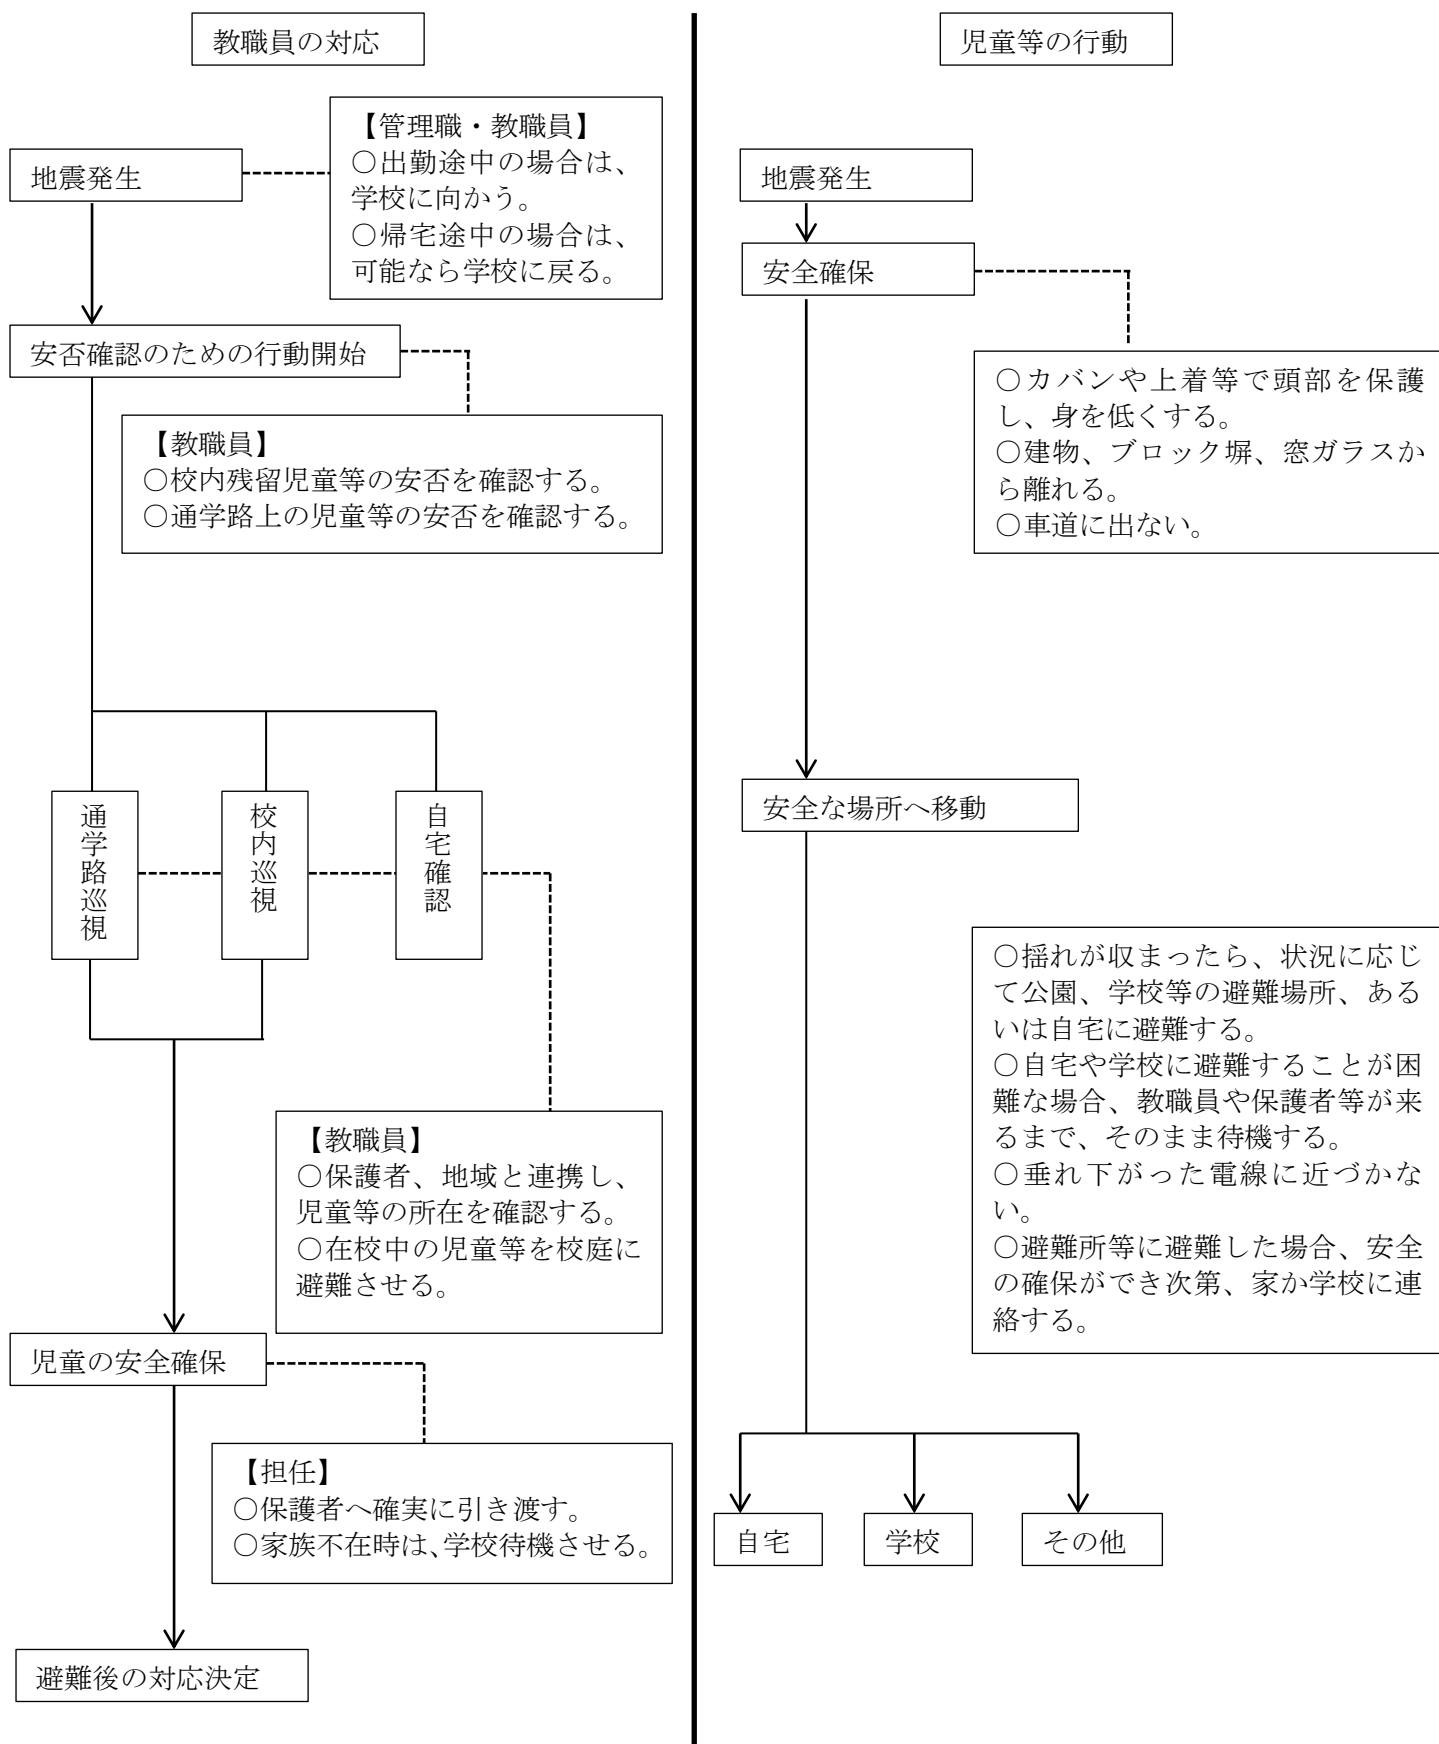 教職員の対応
地震発生
【管理職・教職員】
○出勤途中の場合は、
学校に向かう。
○帰宅途中の場合は、
可能なら学校に戻る。
安否確認のための行動開始
【教職員】
○校内残留児童等の安否を確認する。
○通学路上の児童等の安否を確認する。
通学路巡視
校内巡視
自宅確認
【教職員】
○保護者、地域と連携し、
児童等の所在を確認する。
○在校中の児童等を校庭に
避難させる。
児童の安全確保
【担任】
○保護者へ確実に引き渡す。
○家族不在時は、学校待機させる。
避難後の対応決定
児童等の行動
地震発生
安全確保
○カバンや上着等で頭部を保護
し、身を低くする。
○建物、ブロック塀、窓ガラスか
ら離れる。
○車道に出ない。
安全な場所へ移動
○揺れが収まったら、状況に応じ
て公園、学校等の避難場所、ある
いは自宅に避難する。
○自宅や学校に避難することが困
難な場合、教職員や保護者等が来
るまで、そのまま待機する。
○垂れ下がった電線に近づかな
い。
○避難所等に避難した場合、安全
の確保ができ次第、家か学校に連
絡する。
自宅
学校
その他